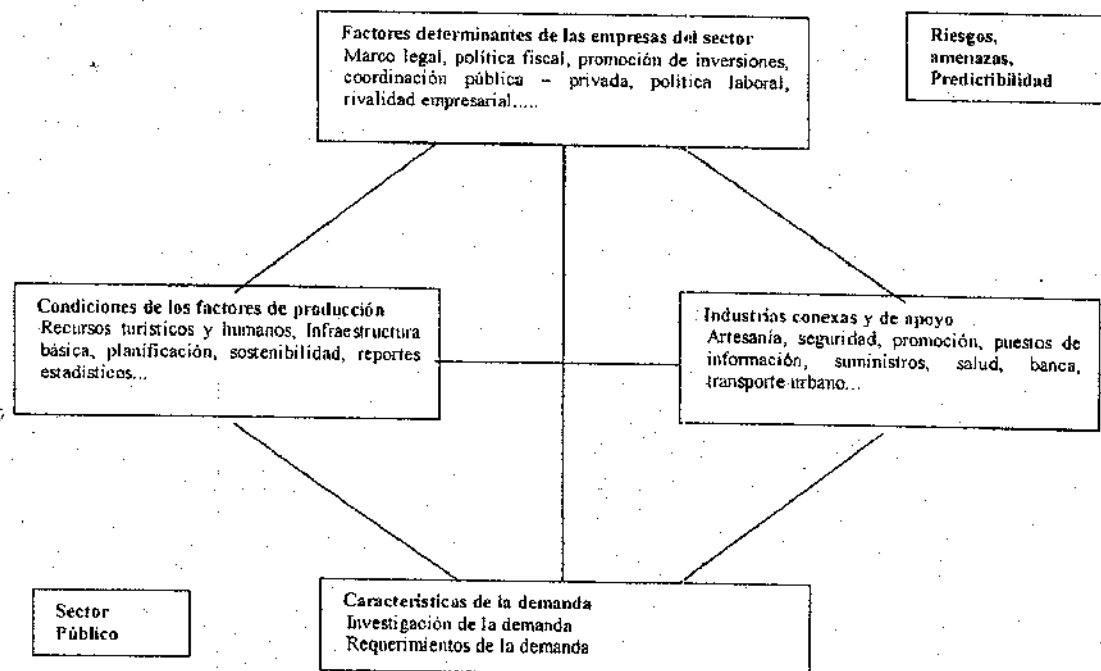 Factores determinantes de las empresas del sector
Marco legal, política fiscal, promoción de inversiones,
coordinación pública – privada, política laboral,
rivalidad empresarial.....
Riesgos,
amenazas,
Predictibilidad
Condiciones de los factores de producción
Recursos turísticos y humanos, Infraestructura
básica, planificación, sostenibilidad, reportes
estadísticos...
Industrias conexas y de apoyo
Artesanía, seguridad, promoción, puestos de
información, suministros, salud, banca,
transporte urbano...
Sector
Público
Características de la demanda
Investigación de la demanda
Requerimientos de la demanda